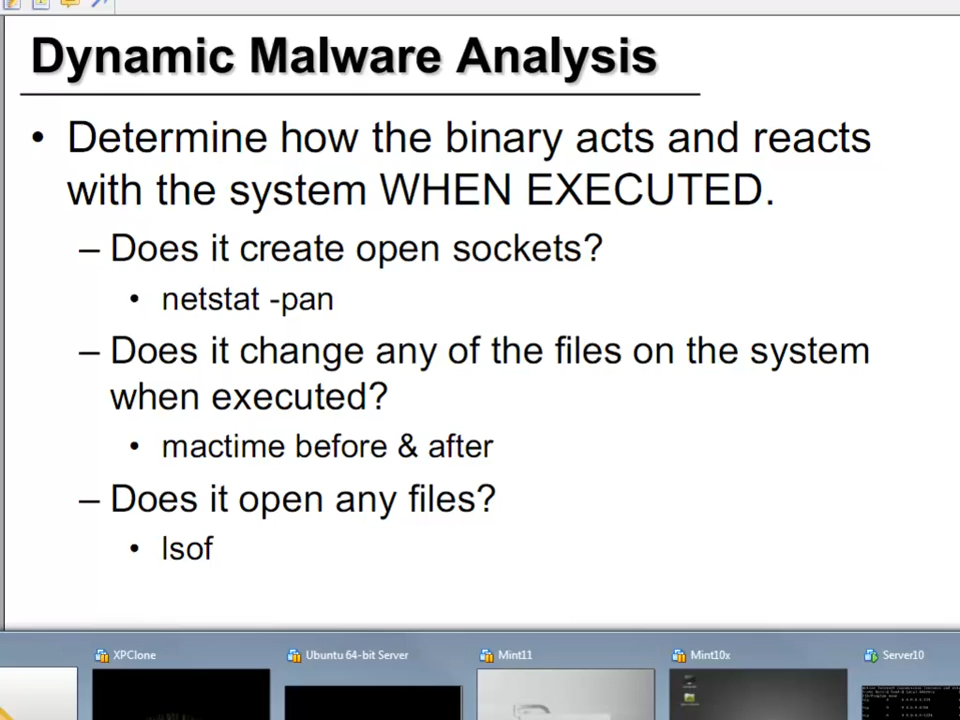 Dynamic Malware Analysis
• Determine how the binary acts and reacts
with the system WHEN EXECUTED.
– Does it create open sockets?
• netstat -pan
– Does it change any of the files on the system
when executed?
• mactime before & after
– Does it open any files?
• lsof
XPClone
Ubuntu 64-bit Server
Mint11
Mint10x
Server10